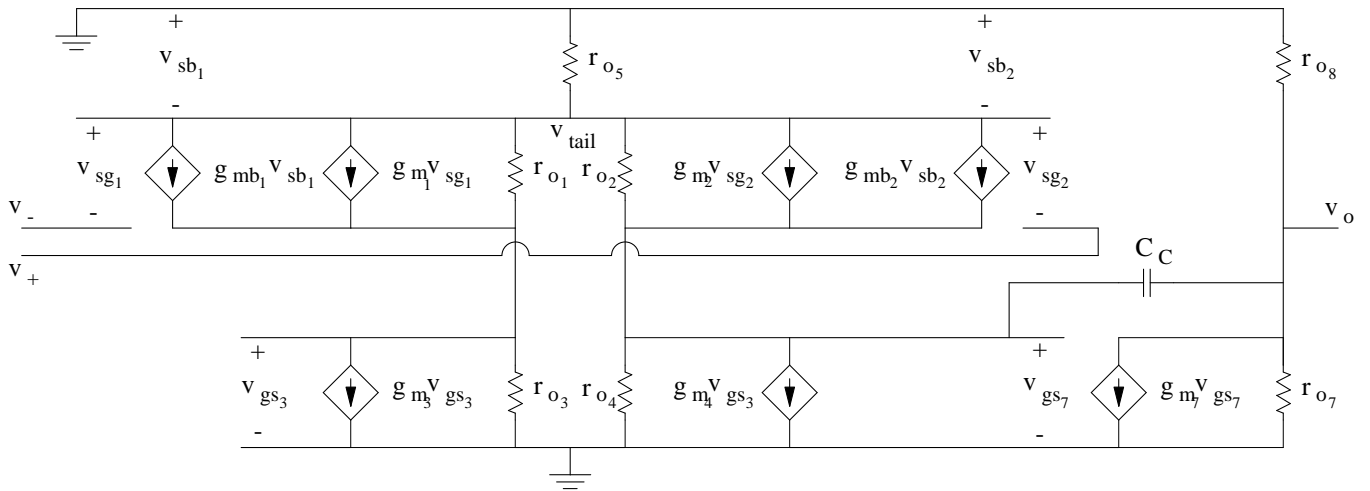 + +
v sb1 r o5 v sb2 r o8
- -
+ v tail +
v sg1 g mb1 v sb1 g m1 v sg1 r o1 r o2 g m2 v sg2 g mb2 v sb2 v sg2
v- - - v o
v+ C C
+ + +
v gs3 g m3 v gs3 r o3 r o4 g m4 v gs3 v gs7 g m7 v gs7 r o7
- -